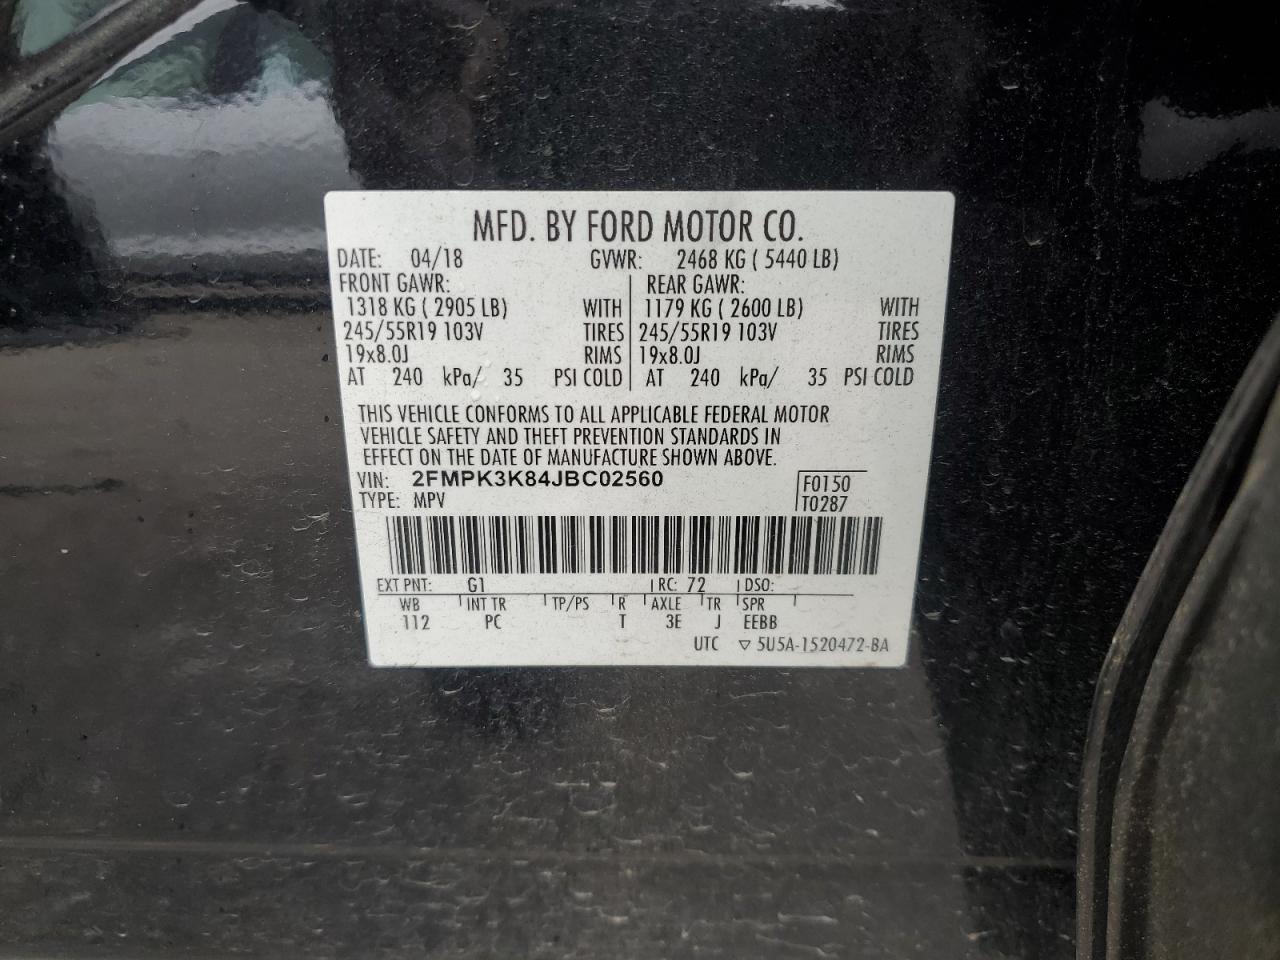 MFD. BY FORD MOTOR CO.
DATE: 04/18 GVWR: 2468 KG ( 5440 LB)
FRONT GAWR: REAR GAWR:
1318 KG ( 2905 LB) WITH 1179 KG ( 2600 LB) WITH
245/55R19 103V TIRES 245/55R19 103V TIRES
19x8.0J RIMS 19x8.0J RIMS
AT 240 kPa/ 35 PSI COLD AT 240 kPa/ 35 PSI COLD
THIS VEHICLE CONFORMS TO ALL APPLICABLE FEDERAL MOTOR
VEHICLE SAFETY AND THEFT PREVENTION STANDARDS IN
EFFECT ON THE DATE OF MANUFACTURE SHOWN ABOVE.
VIN: 2FMPK3K84JBC02560 F0150
TYPE: MPV T0287
EXT PNT: G1 RC: 72 DSO:
WB INT TR TP/PS R AXLE TR SPR
112 PC T 3E J EEBB
UTC ▽ 5U5A-1520472-BA